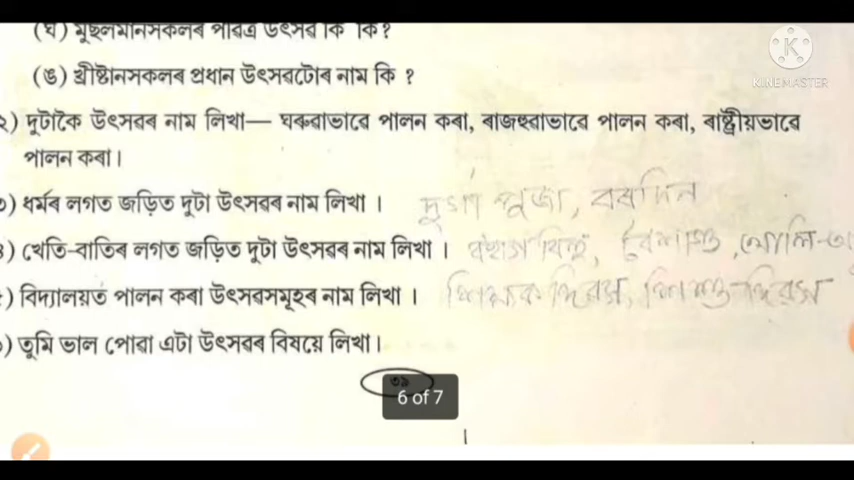 (ঘ) মুছলমানসকলৰ পবিত্ৰ উৎসৱ কি কি?
(ঙ) খ্ৰীষ্টানসকলৰ প্ৰধান উৎসৱটোৰ নাম কি ?
২) দুটাকৈ উৎসৱৰ নাম লিখা— ঘৰুৱাভাৱে পালন কৰা, ৰাজহুৱাভাৱে পালন কৰা, ৰাষ্ট্ৰীয়ভাৱে
পালন কৰা।
৩) ধৰ্মৰ লগত জড়িত দুটা উৎসৱৰ নাম লিখা । দুৰ্গা পূজা, বৰদিন
৪) খেতি-বাতিৰ লগত জড়িত দুটা উৎসৱৰ নাম লিখা ।
) বিদ্যালয়ত পালন কৰা উৎসৱসমূহৰ নাম লিখা । শিক্ষক দিৱস, শিশু দিৱস
) তুমি ভাল পোৱা এটা উৎসৱৰ বিষয়ে লিখা।
৩৯
6 of 7
KINEMASTER